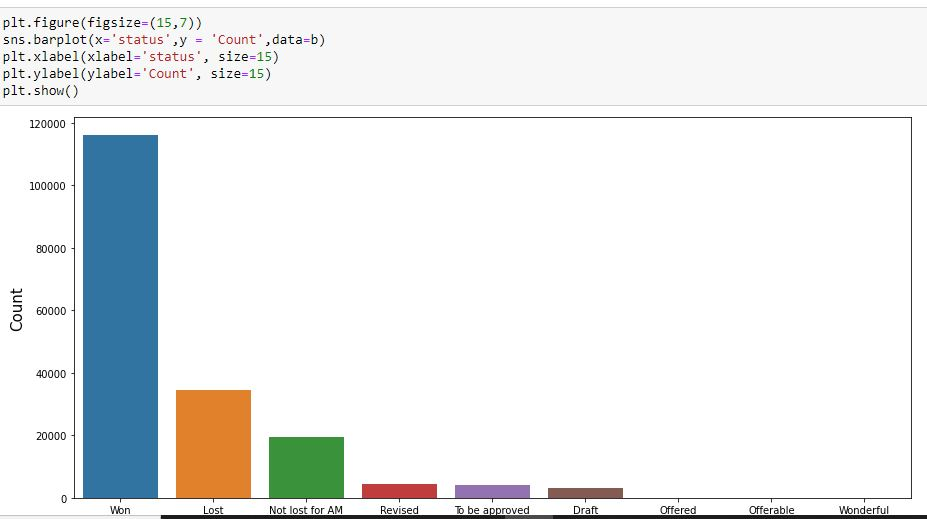 plt.figure(figsize=(15,7))
sns.barplot(x='status',y = 'Count',data=b)
plt.xlabel(xlabel='status', size=15)
plt.ylabel(ylabel='Count', size=15)
plt.show()
120000
100000
80000
60000
40000
20000
0
Count
Won Lost Not lost for AM Revised To be approved Draft Offered Offerable Wonderful